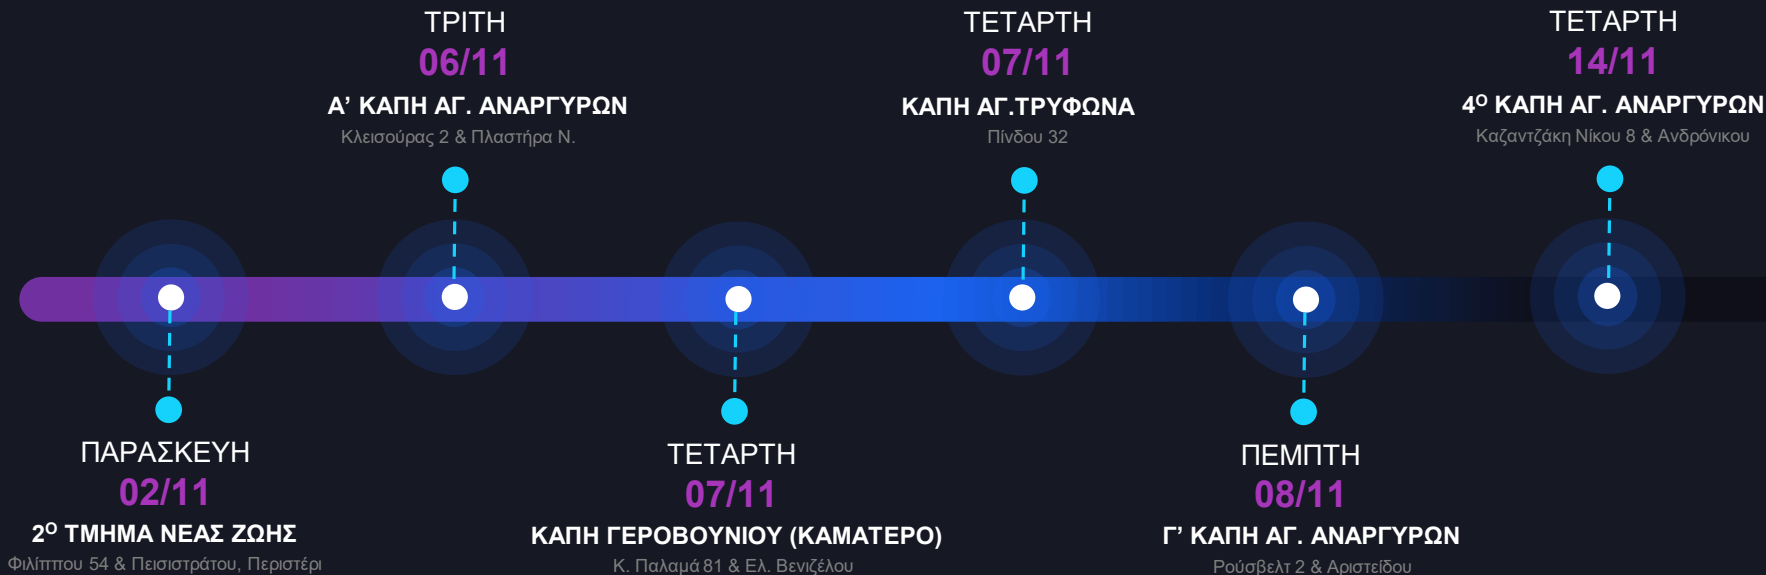 ΠΑΡΑΣΚΕΥΗ
02/11
2Ο ΤΜΗΜΑ ΝΕΑΣ ΖΩΗΣ
Φιλίππου 54 & Πεισιστράτου, Περιστέρι
ΤΡΙΤΗ
06/11
Α’ ΚΑΠΗ ΑΓ. ΑΝΑΡΓΥΡΩΝ
Κλεισούρας 2 & Πλαστήρα Ν.
ΤΕΤΑΡΤΗ
07/11
ΚΑΠΗ ΓΕΡΟΒΟΥΝΙΟΥ (ΚΑΜΑΤΕΡΟ)
Κ. Παλαμά 81 & Ελ. Βενιζέλου
ΤΕΤΑΡΤΗ
07/11
ΚΑΠΗ ΑΓ.ΤΡΥΦΩΝΑ
Πίνδου 32
ΠΕΜΠΤΗ
08/11
Γ’ ΚΑΠΗ ΑΓ. ΑΝΑΡΓΥΡΩΝ
Ρούσβελτ 2 & Αριστείδου
ΤΕΤΑΡΤΗ
14/11
4Ο ΚΑΠΗ ΑΓ. ΑΝΑΡΓΥΡΩΝ
Καζαντζάκη Νίκου 8 & Ανδρόνικου